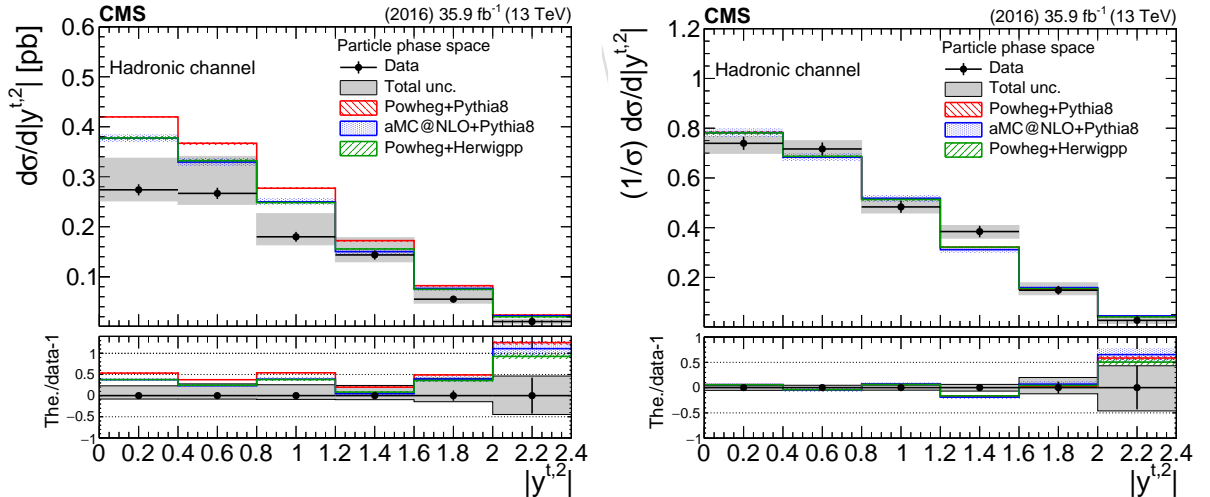 CMS
(2016) 35.9 fb⁻¹ (13 TeV)
dσ/d|y^{t,2}| [pb]
0.6
0.5
0.4
0.3
0.2
0.1
Hadronic channel
Particle phase space
Data
Total unc.
Powheg+Pythia8
aMC@NLO+Pythia8
Powheg+Herwigpp
The./data-1
1
0.5
0
−0.5
−1
0 0.2 0.4 0.6 0.8 1 1.2 1.4 1.6 1.8 2 2.2 2.4
|y^{t,2}|
CMS
(2016) 35.9 fb⁻¹ (13 TeV)
(1/σ) dσ/d|y^{t,2}|
1.2
1
0.8
0.6
0.4
0.2
Hadronic channel
Particle phase space
Data
Total unc.
Powheg+Pythia8
aMC@NLO+Pythia8
Powheg+Herwigpp
The./data-1
1
0.5
0
−0.5
−1
0 0.2 0.4 0.6 0.8 1 1.2 1.4 1.6 1.8 2 2.2 2.4
|y^{t,2}|